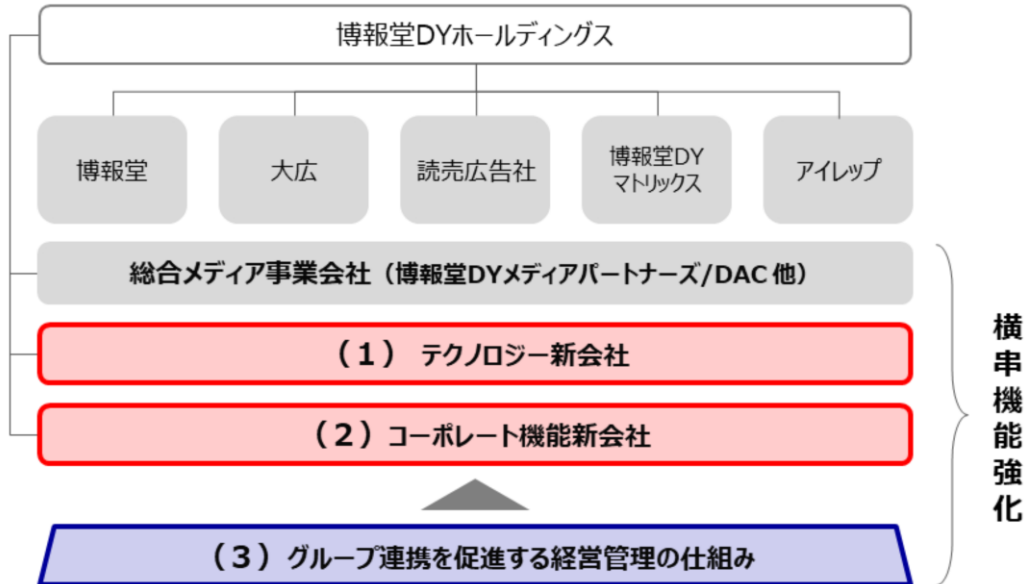 博報堂DYホールディングス
博報堂
大広
読売広告社
博報堂DY
マトリックス
アイレップ
総合メディア事業会社（博報堂DYメディアパートナーズ/DAC 他）
（１） テクノロジー新会社
（２）コーポレート機能新会社
（３）グループ連携を促進する経営管理の仕組み
横串機能強化